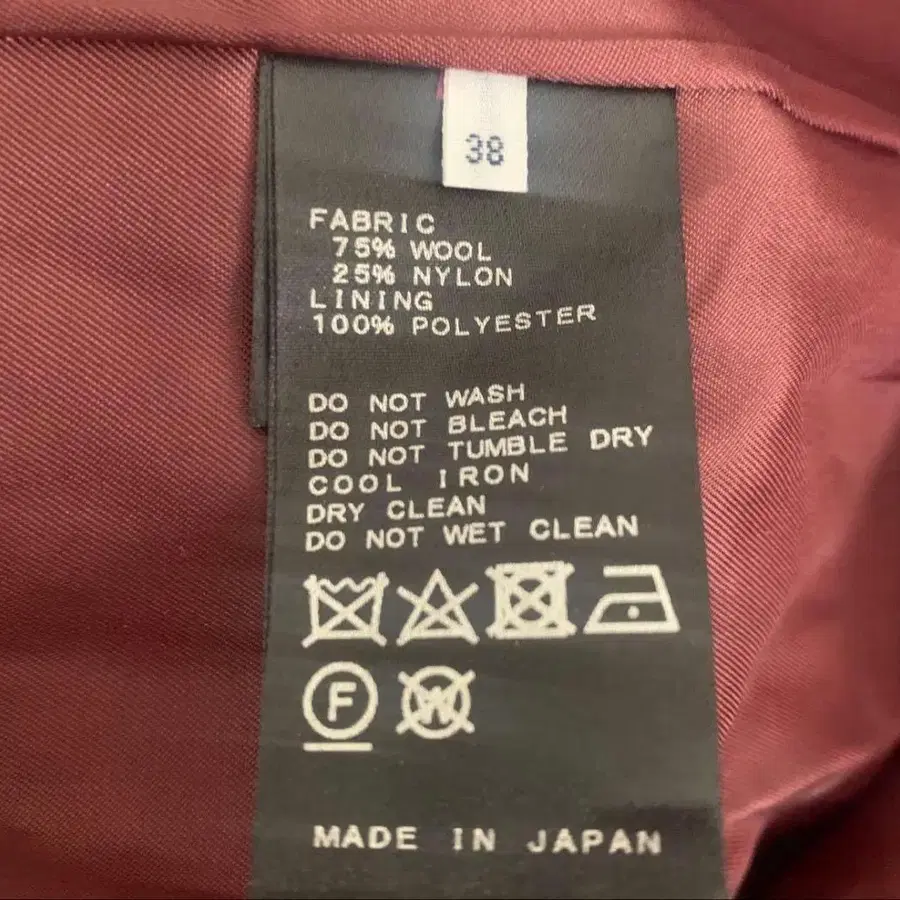 38
FABRIC
75% WOOL
25% NYLON
LINING
100% POLYESTER
DO NOT WASH
DO NOT BLEACH
DO NOT TUMBLE DRY
COOL IRON
DRY CLEAN
DO NOT WET CLEAN
F W
MADE IN JAPAN